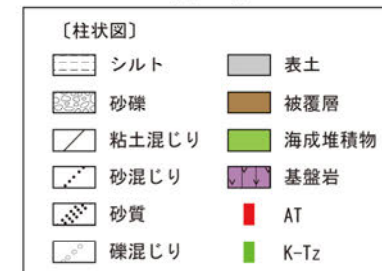 〔柱状図〕
シルト
砂礫
粘土混じり
砂混じり
砂質
礫混じり
表土
被覆層
海成堆積物
基盤岩
AT
K-Tz